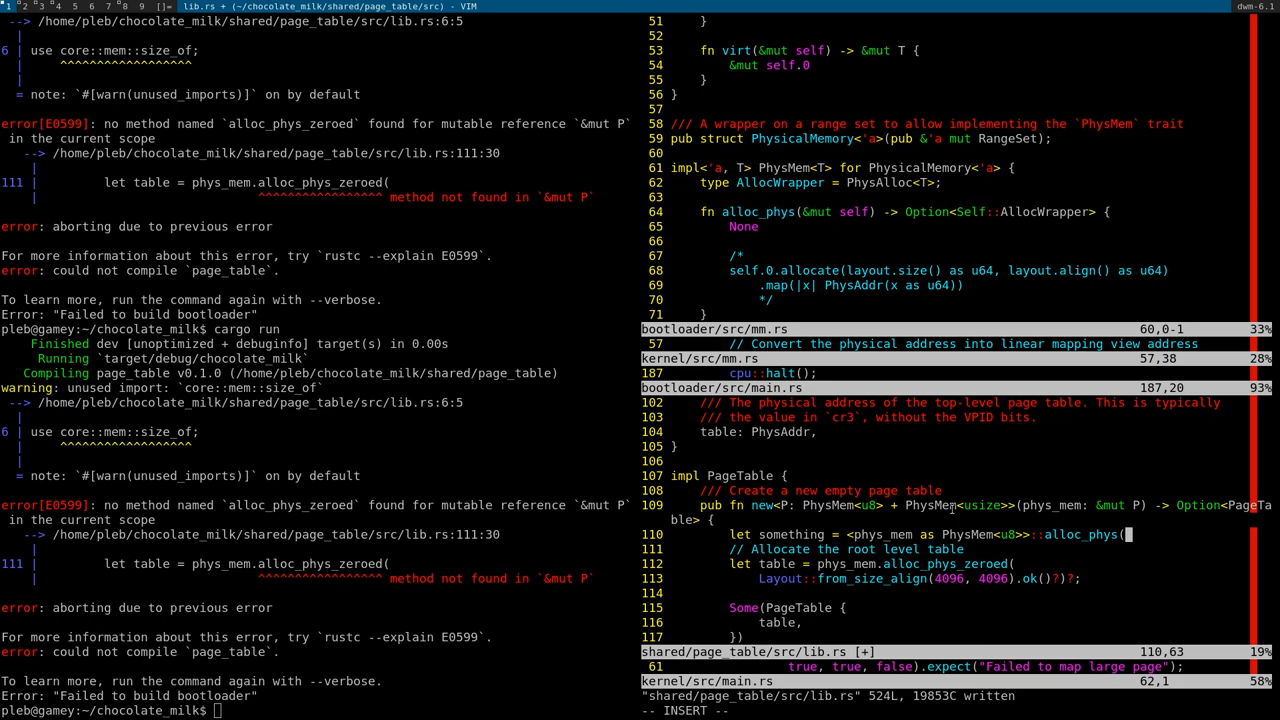 1 2 3 4 5 6 7 8 9 []= lib.rs + (~/chocolate_milk/shared/page_table/src) - VIM dwm-6.1
--> /home/pleb/chocolate_milk/shared/page_table/src/lib.rs:6:5
|
6 | use core::mem::size_of;
| ^^^^^^^^^^^^^^^^^^
|
= note: `#[warn(unused_imports)]` on by default
error[E0599]: no method named `alloc_phys_zeroed` found for mutable reference `&mut P`
in the current scope
--> /home/pleb/chocolate_milk/shared/page_table/src/lib.rs:111:30
|
111 | let table = phys_mem.alloc_phys_zeroed(
| ^^^^^^^^^^^^^^^^^ method not found in `&mut P`
error: aborting due to previous error
For more information about this error, try `rustc --explain E0599`.
error: could not compile `page_table`.
To learn more, run the command again with --verbose.
Error: "Failed to build bootloader"
pleb@gamey:~/chocolate_milk$ cargo run
Finished dev [unoptimized + debuginfo] target(s) in 0.00s
Running `target/debug/chocolate_milk`
Compiling page_table v0.1.0 (/home/pleb/chocolate_milk/shared/page_table)
warning: unused import: `core::mem::size_of`
--> /home/pleb/chocolate_milk/shared/page_table/src/lib.rs:6:5
|
6 | use core::mem::size_of;
| ^^^^^^^^^^^^^^^^^^
|
= note: `#[warn(unused_imports)]` on by default
error[E0599]: no method named `alloc_phys_zeroed` found for mutable reference `&mut P`
in the current scope
--> /home/pleb/chocolate_milk/shared/page_table/src/lib.rs:111:30
|
111 | let table = phys_mem.alloc_phys_zeroed(
| ^^^^^^^^^^^^^^^^^ method not found in `&mut P`
error: aborting due to previous error
For more information about this error, try `rustc --explain E0599`.
error: could not compile `page_table`.
To learn more, run the command again with --verbose.
Error: "Failed to build bootloader"
pleb@gamey:~/chocolate_milk$
51 }
52
53 fn virt(&mut self) -> &mut T {
54 &mut self.0
55 }
56 }
57
58 /// A wrapper on a range set to allow implementing the `PhysMem` trait
59 pub struct PhysicalMemory<'a>(pub &'a mut RangeSet);
60
61 impl<'a, T> PhysMem<T> for PhysicalMemory<'a> {
62 type AllocWrapper = PhysAlloc<T>;
63
64 fn alloc_phys(&mut self) -> Option<Self::AllocWrapper> {
65 None
66
67 /*
68 self.0.allocate(layout.size() as u64, layout.align() as u64)
69 .map(|x| PhysAddr(x as u64))
70 */
71 }
bootloader/src/mm.rs 60,0-1 33%
57 // Convert the physical address into linear mapping view address
kernel/src/mm.rs 57,38 28%
187 cpu::halt();
bootloader/src/main.rs 187,20 93%
102 /// The physical address of the top-level page table. This is typically
103 /// the value in `cr3`, without the VPID bits.
104 table: PhysAddr,
105 }
106
107 impl PageTable {
108 /// Create a new empty page table
109 pub fn new<P: PhysMem<u8> + PhysMem<usize>>(phys_mem: &mut P) -> Option<PageTa
ble> {
110 let something = <phys_mem as PhysMem<u8>>::alloc_phys(
111 // Allocate the root level table
112 let table = phys_mem.alloc_phys_zeroed(
113 Layout::from_size_align(4096, 4096).ok()?)?;
114
115 Some(PageTable {
116 table,
117 })
shared/page_table/src/lib.rs [+] 110,63 19%
61 true, true, false).expect("Failed to map large page");
kernel/src/main.rs 62,1 58%
"shared/page_table/src/lib.rs" 524L, 19853C written
-- INSERT --